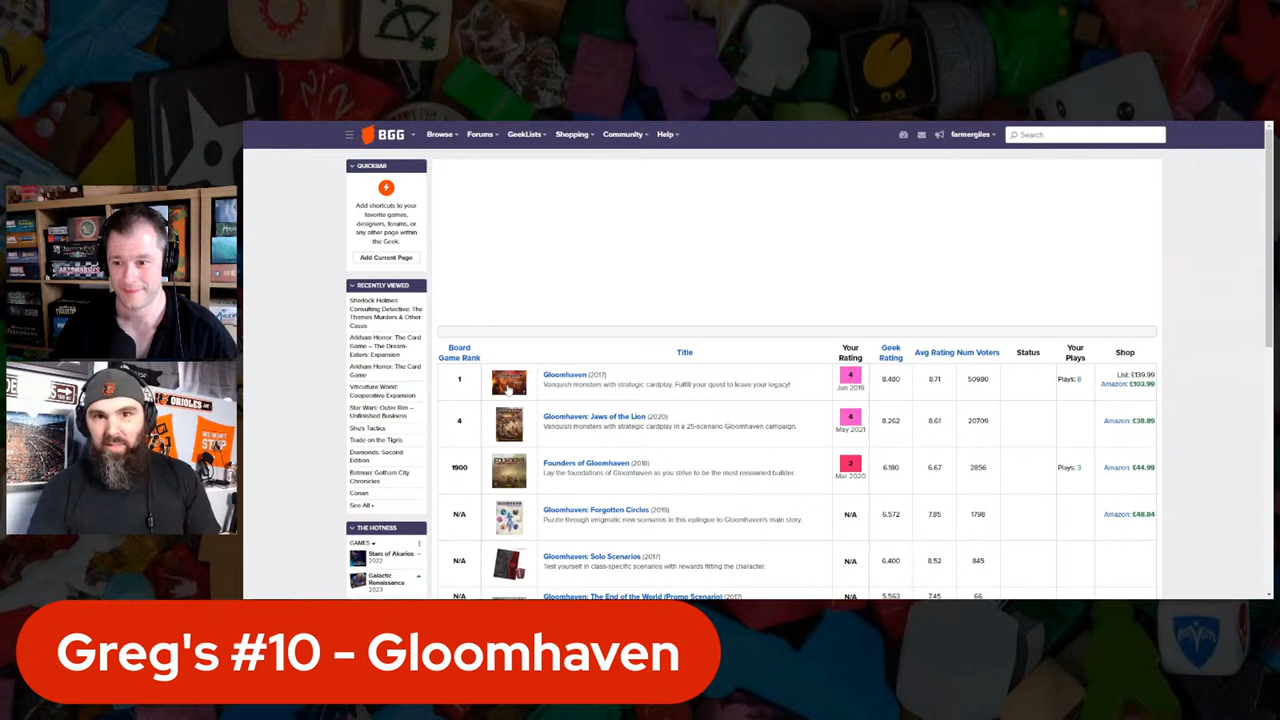 BGG
Browse
Forums
GeekLists
Shopping
Community
Help
farmergiles
Search
QUICKBAR
Add shortcuts to your
favorite games,
designers, forums, or
any other page within
the Geek.
Add Current Page
RECENTLY VIEWED
Sherlock Holmes
Consulting Detective: The
Thames Murders & Other
Cases
Arkham Horror: The Card
Game – The Dream-
Eaters: Expansion
Arkham Horror: The Card
Game
Viticulture World:
Cooperative Expansion
Star Wars: Outer Rim –
Unfinished Business
Shu's Tactics
Trade on the Tigris
Diamonds: Second
Edition
Batman: Gotham City
Chronicles
Conan
See All »
THE HOTNESS
GAMES
Stars of Akarios
2022
Galactic
Renaissance
2023
Board Game Rank Title Your Rating Geek Rating Avg Rating Num Voters Status Your Plays Shop
1 Gloomhaven (2017) 4 8.480 8.71 50980 Plays: 8 List: £139.99
Vanquish monsters with strategic cardplay. Fulfill your quest to leave your legacy! Jun 2019 Amazon: £103.99
4 Gloomhaven: Jaws of the Lion (2020) 4 8.262 8.61 20709 Amazon: £38.89
Vanquish monsters with strategic cardplay in a 25-scenario Gloomhaven campaign. May 2021
1900 Founders of Gloomhaven (2018) 2 6.180 6.67 2856 Plays: 3 Amazon: £44.99
Lay the foundations of Gloomhaven as you strive to be the most renowned builder. Mar 2020
N/A Gloomhaven: Forgotten Circles (2019) N/A 6.572 7.85 1798 Amazon: £48.84
Puzzle through enigmatic new scenarios in this epilogue to Gloomhaven's main story.
N/A Gloomhaven: Solo Scenarios (2017) N/A 6.400 8.52 845
Test yourself in class-specific scenarios with rewards fitting the character.
N/A Gloomhaven: The End of the World (Promo Scenario) (2017) N/A 5.563 7.45 66
ORIOLES
Greg's #10 - Gloomhaven